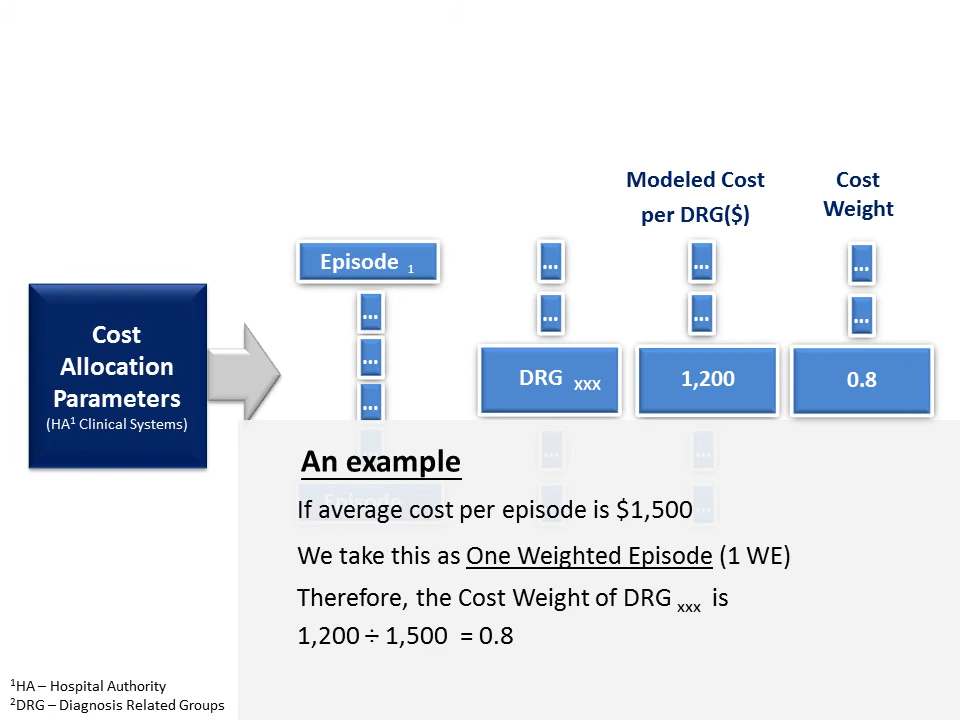 Modeled Cost
per DRG($)
Cost
Weight
Episode 1
...
...
...
...
...
...
...
...
...
DRG xxx
1,200
0.8
Cost
Allocation
Parameters
(HA¹ Clinical Systems)
...
...
...
Episode
...
...
An example
If average cost per episode is $1,500
We take this as One Weighted Episode (1 WE)
Therefore, the Cost Weight of DRG xxx is
1,200 ÷ 1,500 = 0.8
¹HA – Hospital Authority
²DRG – Diagnosis Related Groups